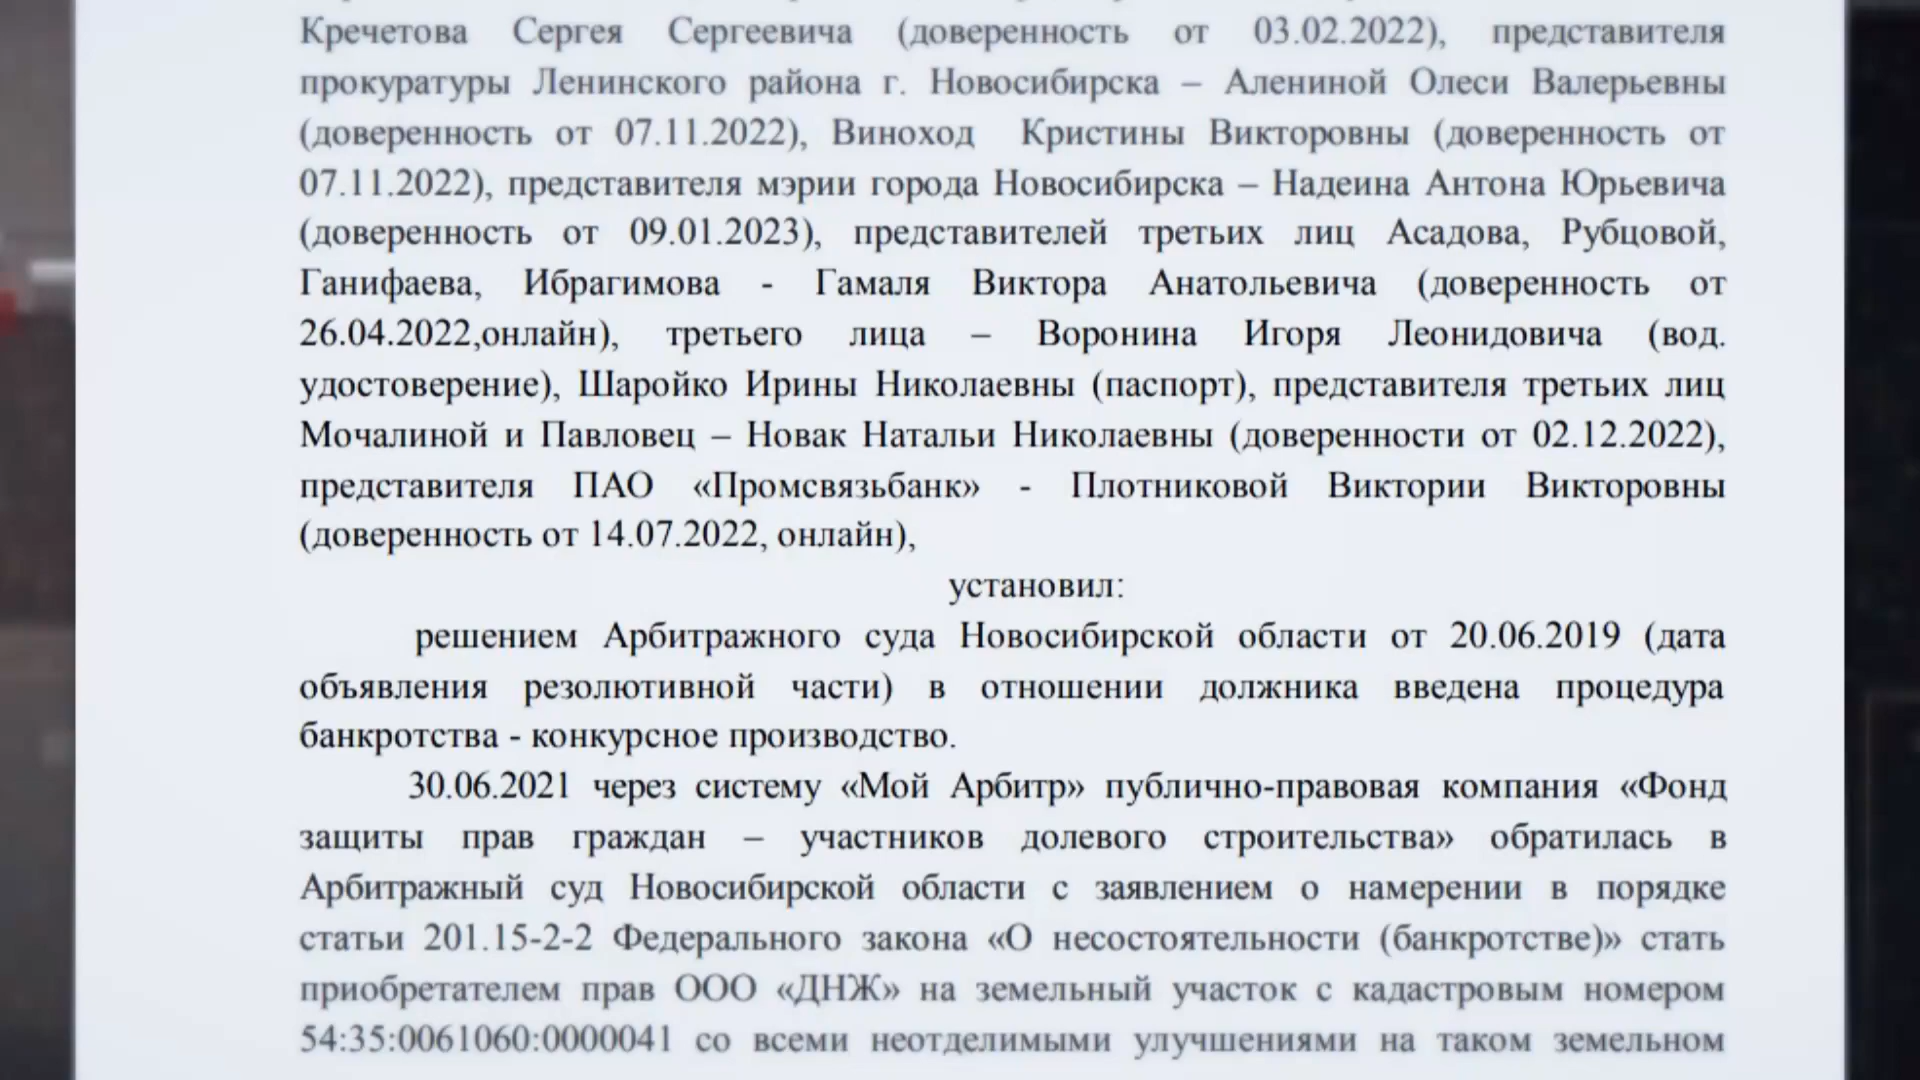 Кречетова Сергея Сергеевича (доверенность от 03.02.2022), представителя
прокуратуры Ленинского района г. Новосибирска – Алениной Олеси Валерьевны
(доверенность от 07.11.2022), Виноход Кристины Викторовны (доверенность от
07.11.2022), представителя мэрии города Новосибирска – Надеина Антона Юрьевича
(доверенность от 09.01.2023), представителей третьих лиц Асадова, Рубцовой,
Ганифаева, Ибрагимова - Гамаля Виктора Анатольевича (доверенность от
26.04.2022,онлайн), третьего лица – Воронина Игоря Леонидовича (вод.
удостоверение), Шаройко Ирины Николаевны (паспорт), представителя третьих лиц
Мочалиной и Павловец – Новак Натальи Николаевны (доверенности от 02.12.2022),
представителя ПАО «Промсвязьбанк» - Плотниковой Виктории Викторовны
(доверенность от 14.07.2022, онлайн),
установил:
решением Арбитражного суда Новосибирской области от 20.06.2019 (дата
объявления резолютивной части) в отношении должника введена процедура
банкротства - конкурсное производство.
30.06.2021 через систему «Мой Арбитр» публично-правовая компания «Фонд
защиты прав граждан – участников долевого строительства» обратилась в
Арбитражный суд Новосибирской области с заявлением о намерении в порядке
статьи 201.15-2-2 Федерального закона «О несостоятельности (банкротстве)» стать
приобретателем прав ООО «ДНЖ» на земельный участок с кадастровым номером
54:35:0061060:0000041 со всеми неотделимыми улучшениями на таком земельном